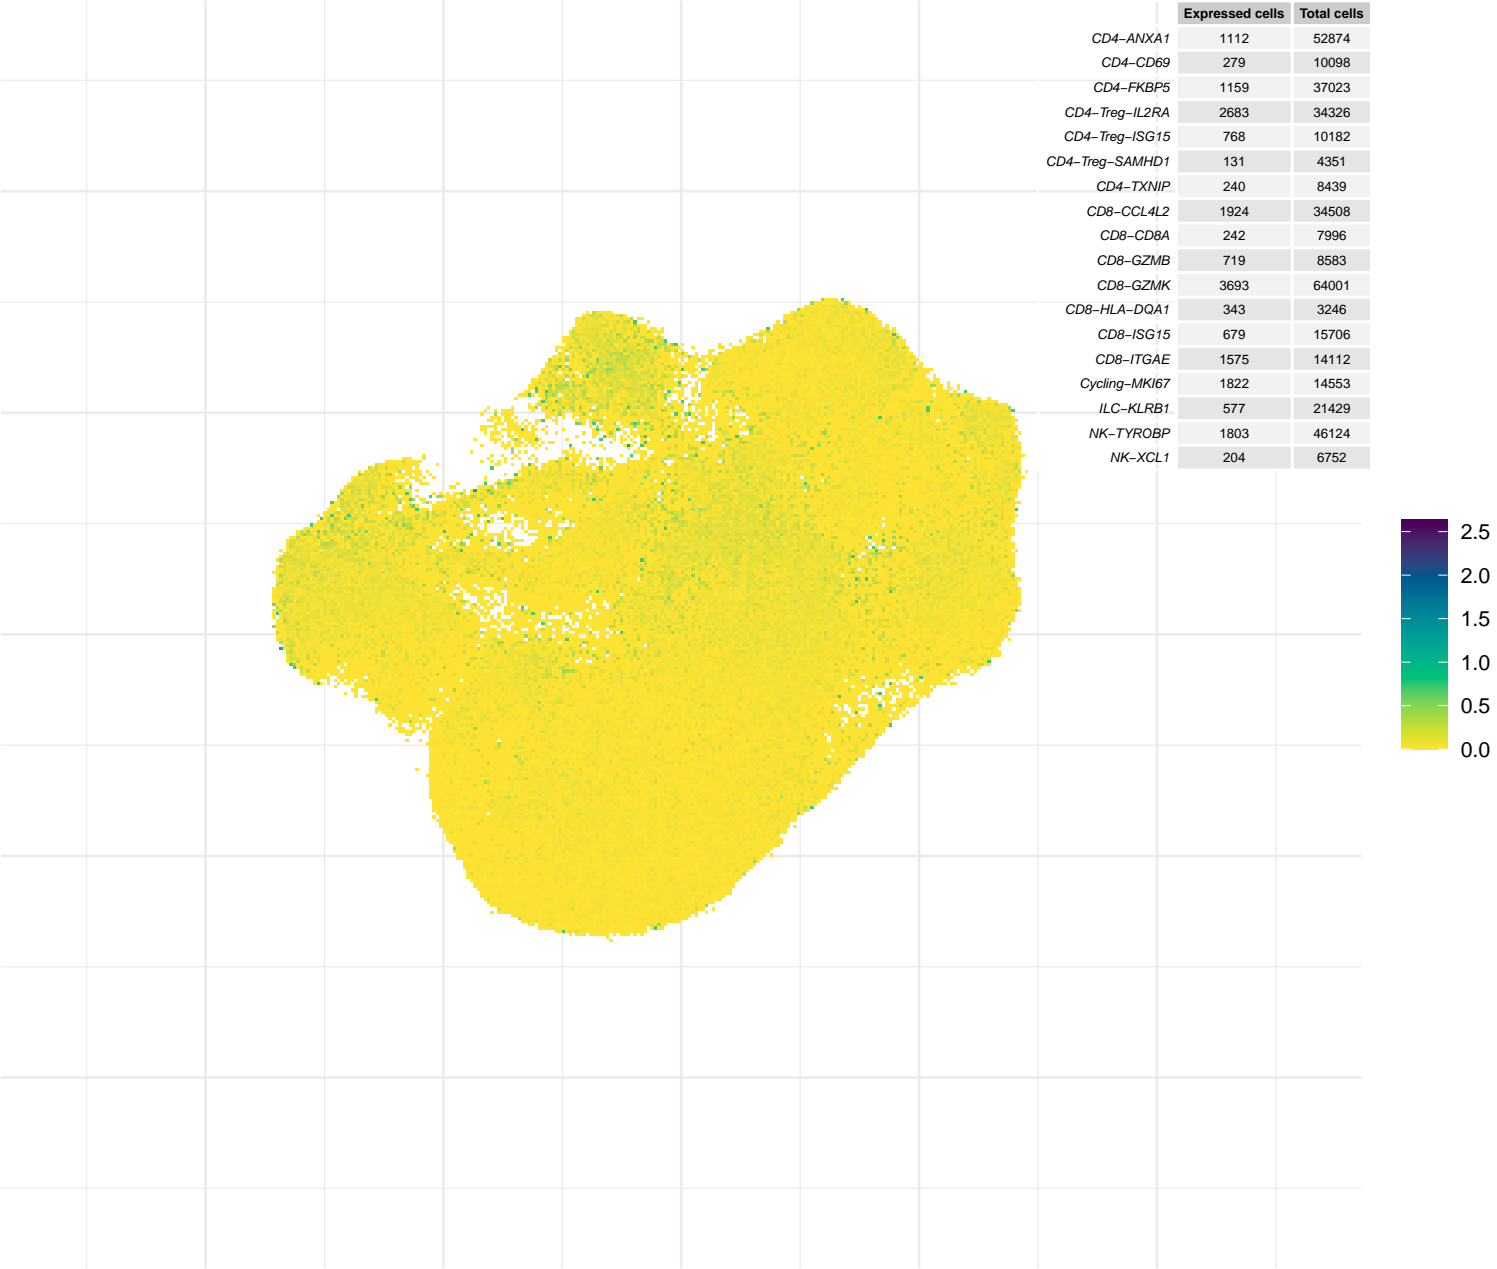 Expressed cells Total cells
CD4−ANXA1 1112 52874
CD4−CD69 279 10098
CD4−FKBP5 1159 37023
CD4−Treg−IL2RA 2683 34326
CD4−Treg−ISG15 768 10182
CD4−Treg−SAMHD1 131 4351
CD4−TXNIP 240 8439
CD8−CCL4L2 1924 34508
CD8−CD8A 242 7996
CD8−GZMB 719 8583
CD8−GZMK 3693 64001
CD8−HLA−DQA1 343 3246
CD8−ISG15 679 15706
CD8−ITGAE 1575 14112
Cycling−MKI67 1822 14553
ILC−KLRB1 577 21429
NK−TYROBP 1803 46124
NK−XCL1 204 6752
2.5
2.0
1.5
1.0
0.5
0.0